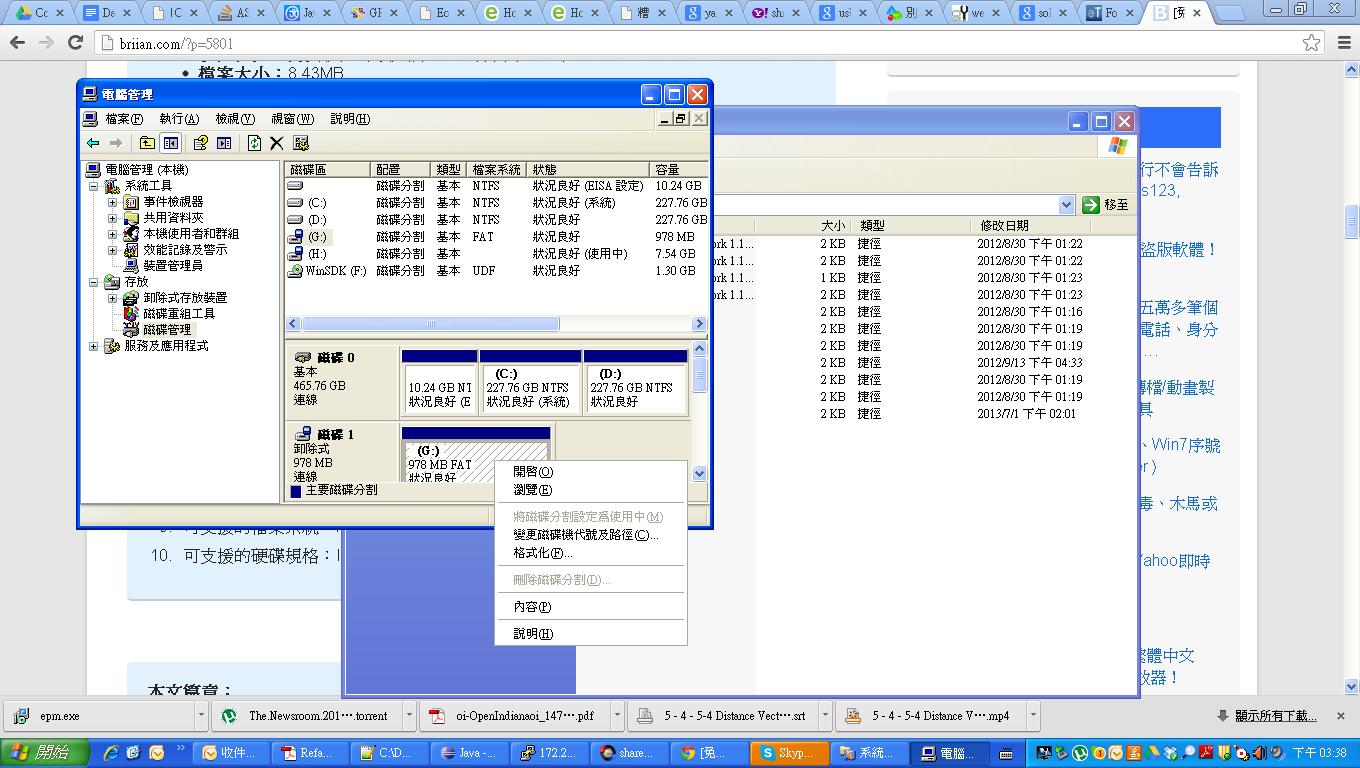 Co
Da
ASC
Jav
GF
Ec
Ho
Ho
禮
ya
shi
usl
別
we
sol
Fo
[免
briian.com/?p=5801
檔案大小：8.43MB
電腦管理
檔案(F) 執行(A) 檢視(V) 視窗(W) 說明(H)
電腦管理 (本機)
系統工具
事件檢視器
共用資料夾
本機使用者和群組
效能記錄及警示
裝置管理員
存放
卸除式存放裝置
磁碟重組工具
磁碟管理
服務及應用程式
磁碟區 配置 類型 檔案系統 狀態 容量
磁碟分割 基本 NTFS 狀況良好 (EISA 設定) 10.24 GB
(C:) 磁碟分割 基本 NTFS 狀況良好 (系統) 227.76 GB
(D:) 磁碟分割 基本 NTFS 狀況良好 227.76 GB
(G:) 磁碟分割 基本 FAT 狀況良好 978 MB
(H:) 磁碟分割 基本 狀況良好 (使用中) 7.54 GB
WinSDK (F:) 磁碟分割 基本 UDF 狀況良好 1.30 GB
磁碟 0
基本
465.76 GB
連線
10.24 GB NT
狀況良好 (E
(C:)
227.76 GB NTFS
狀況良好 (系統)
(D:)
227.76 GB NTFS
狀況良好
磁碟 1
卸除式
978 MB
連線
(G:)
978 MB FAT
狀況良好
主要磁碟分割
開啓(O)
瀏覽(E)
將磁碟分割設定爲使用中(M)
變更磁碟機代號及路徑(C)...
格式化(F)...
刪除磁碟分割(D)...
內容(P)
說明(H)
移至
大小 類型 修改日期
ork 1.1... 2 KB 捷徑 2012/8/30 下午 01:22
ork 1.1... 2 KB 捷徑 2012/8/30 下午 01:22
ork 1.1... 1 KB 捷徑 2012/8/30 下午 01:23
ork 1.1... 2 KB 捷徑 2012/8/30 下午 01:23
2 KB 捷徑 2012/8/30 下午 01:16
2 KB 捷徑 2012/8/30 下午 01:19
2 KB 捷徑 2012/8/30 下午 01:19
2 KB 捷徑 2012/9/13 下午 04:33
2 KB 捷徑 2012/8/30 下午 01:19
2 KB 捷徑 2012/8/30 下午 01:19
2 KB 捷徑 2013/7/1 下午 02:01
行不會告訴
s123,
盜版軟體！
五萬多筆個
電話、身分
…
轉檔/動畫製
具
、Win7序號
er）
毒、木馬或
Yahoo即時
繁體中文
放器！
9. 可支援的檔案系統：
10. 可支援的硬碟規格：I
本文篇章：
epm.exe
The.Newsroom.201····.torrent
oi-OpenIndianaoi_147····.pdf
5 - 4 - 5-4 Distance Vect····.srt
5 - 4 - 5-4 Distance V····.mp4
顯示所有下載...
開始
收件...
Refa...
C:\D...
Java -...
172.2...
share...
[免...
Skyp...
系統...
電腦...
下午 03:38